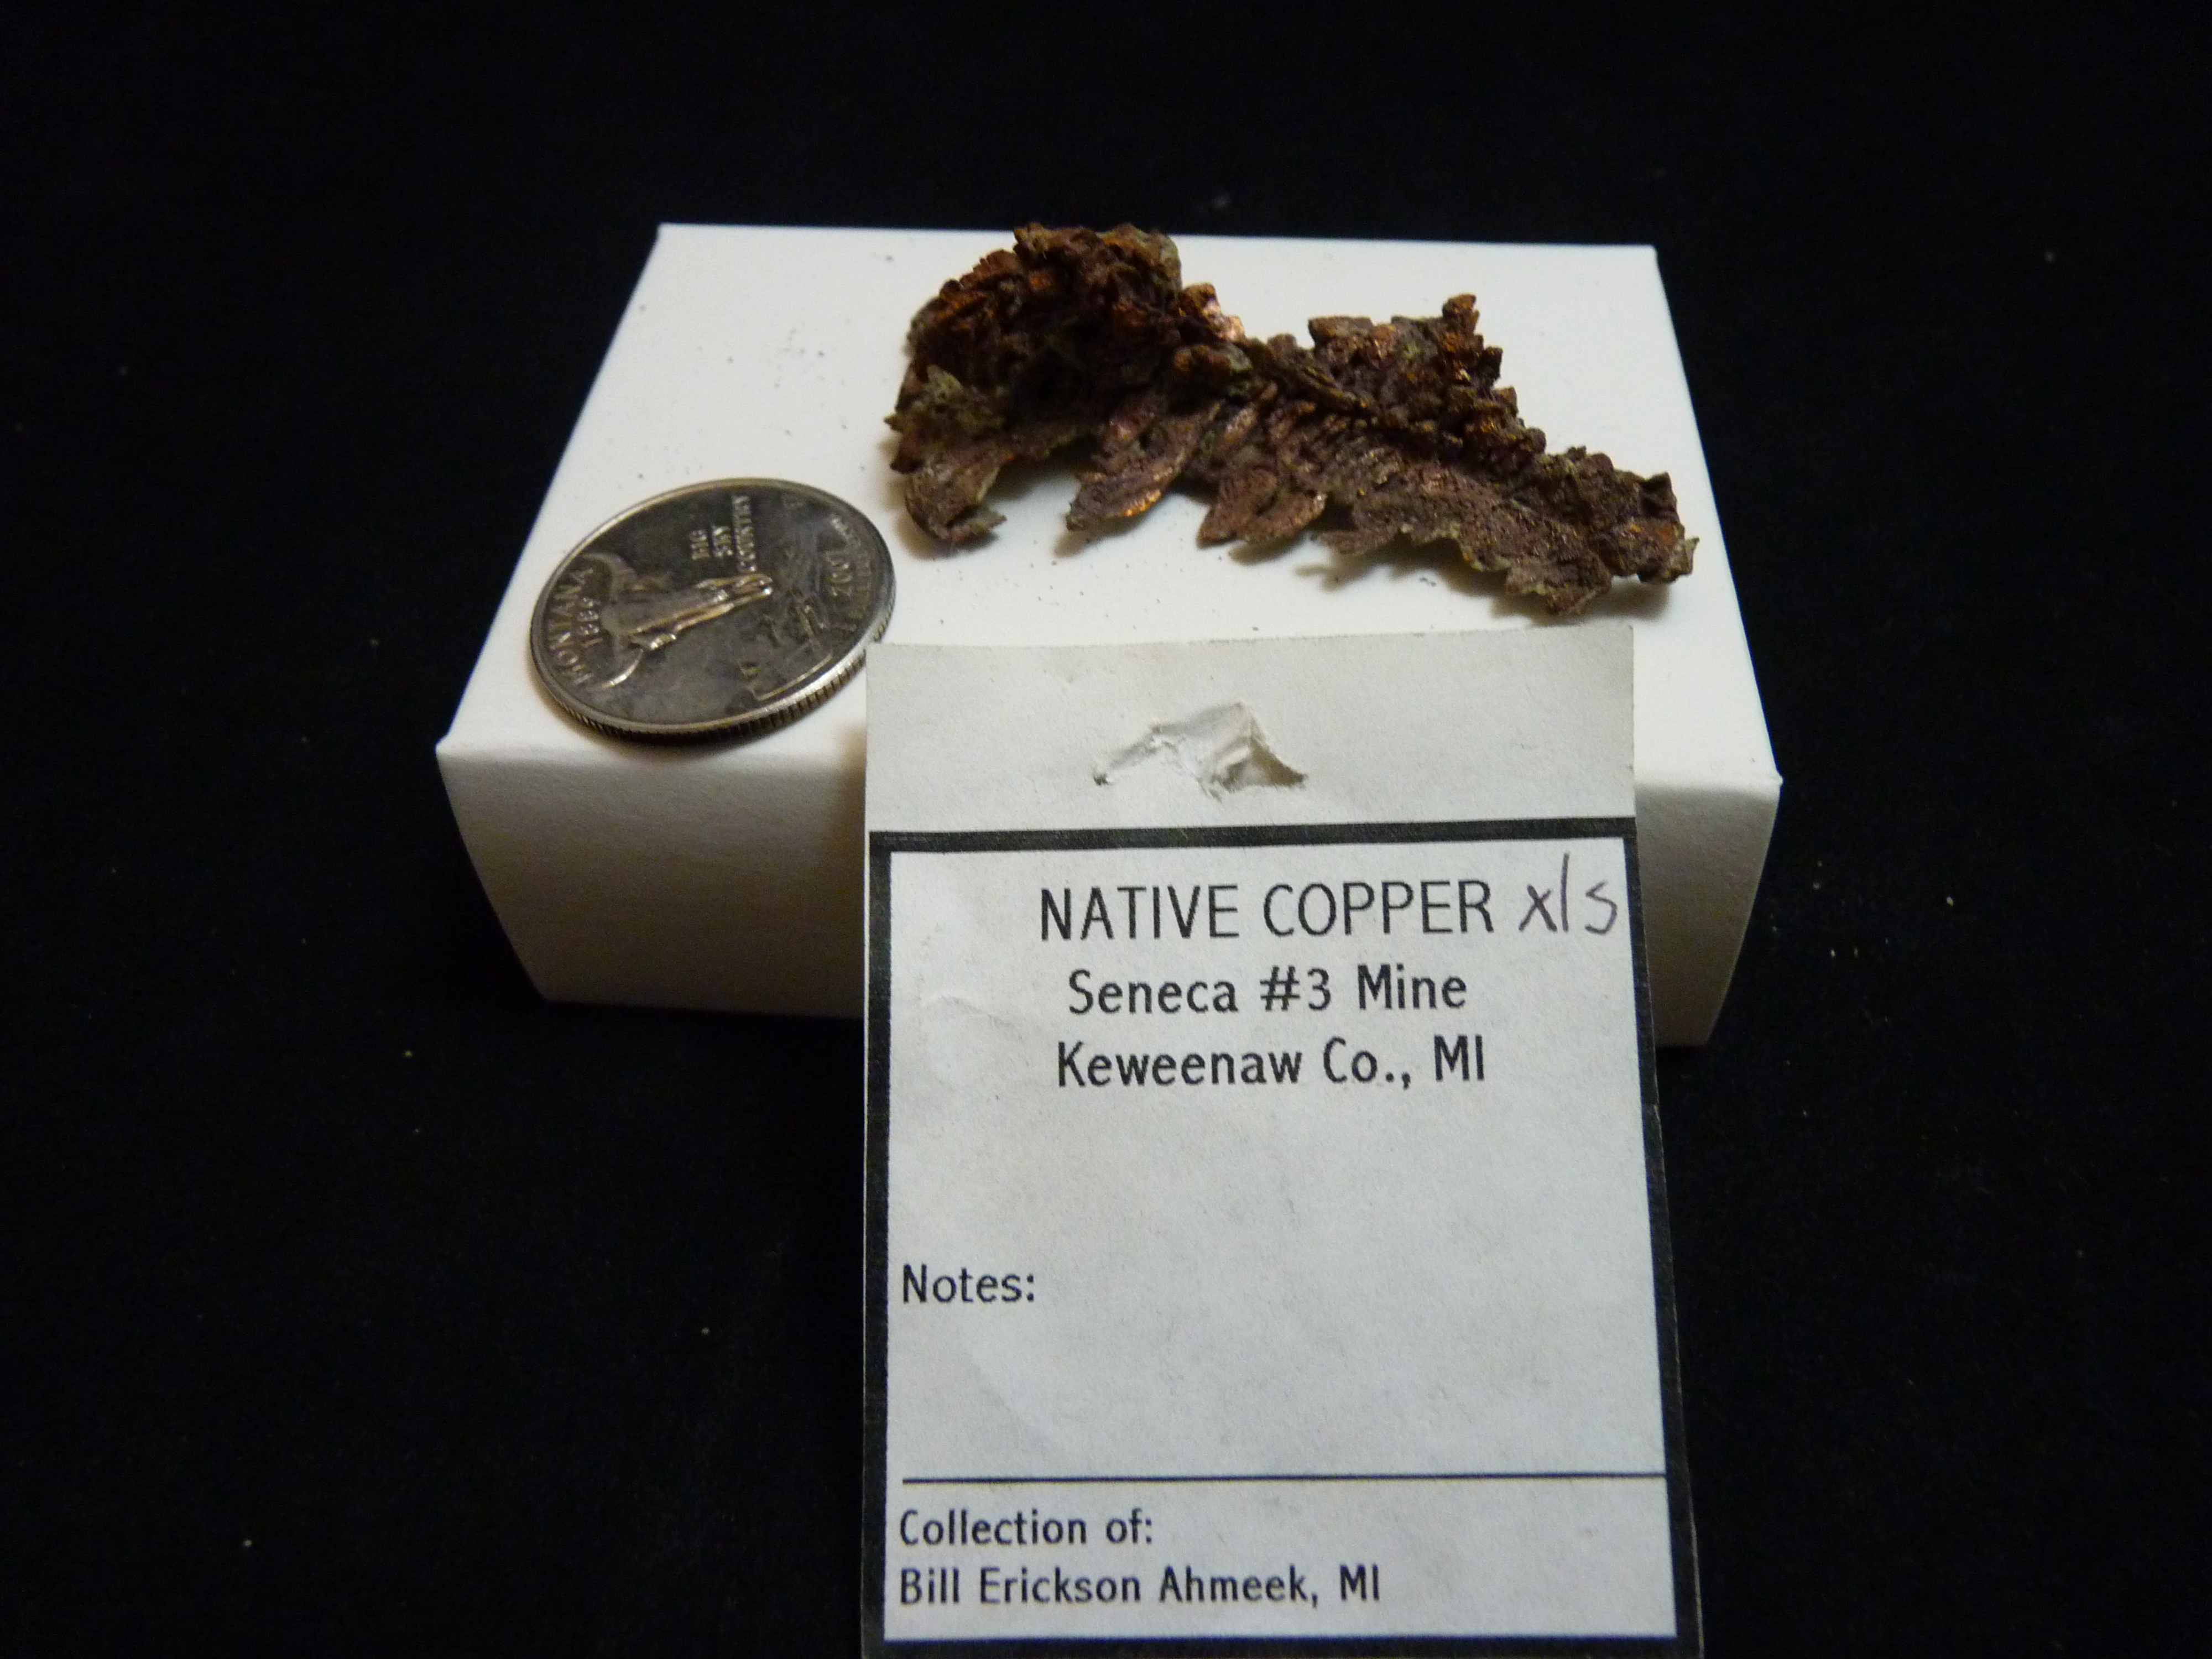 MONTANA
1889
BIG
SKY
COUNTRY
2007
NATIVE COPPER xls
Seneca #3 Mine
Keweenaw Co., MI
Notes:
Collection of:
Bill Erickson Ahmeek, MI